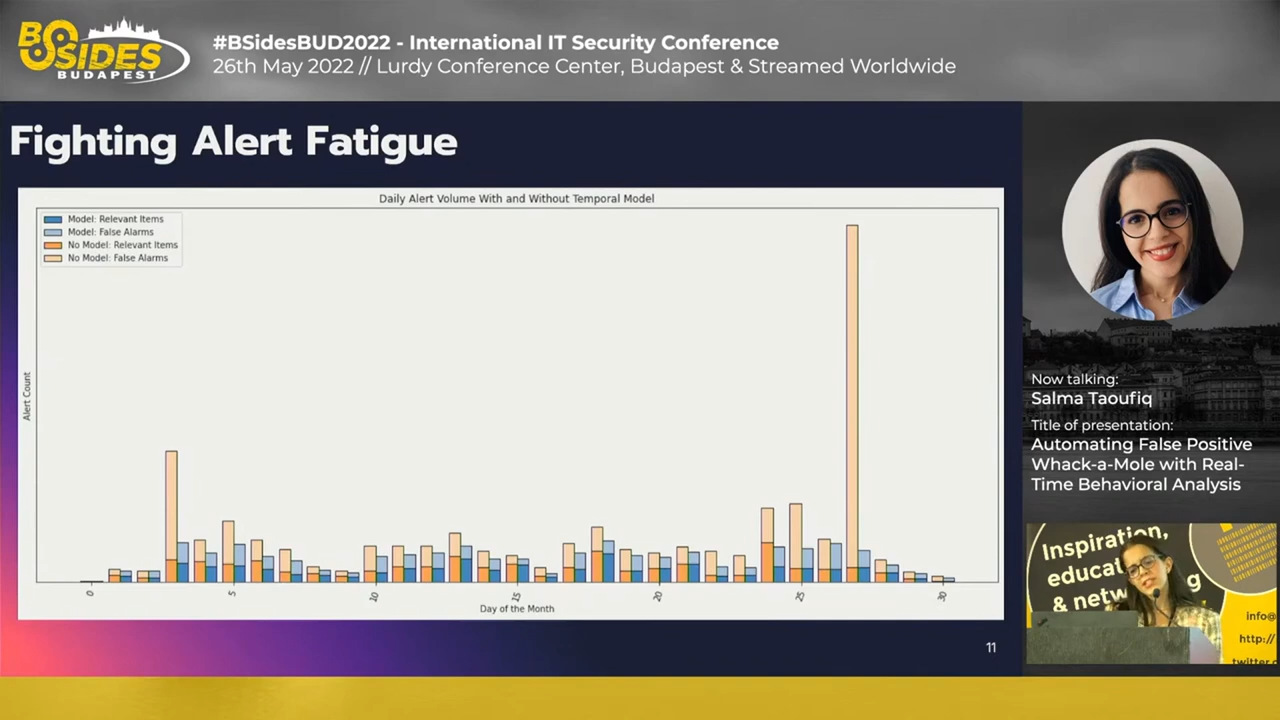 BSIDES
BUDAPEST
#BSidesBUD2022 - International IT Security Conference
26th May 2022 // Lurdy Conference Center, Budapest & Streamed Worldwide
Fighting Alert Fatigue
Daily Alert Volume With and Without Temporal Model
Model: Relevant Items
Model: False Alarms
No Model: Relevant Items
No Model: False Alarms
Alert Count
0
5
10
15
20
25
30
Day of the Month
11
Now talking:
Salma Taoufiq
Title of presentation:
Automating False Positive
Whack-a-Mole with Real-
Time Behavioral Analysis
Inspiration,
educat
& netw g
info@
http://
twitter.c